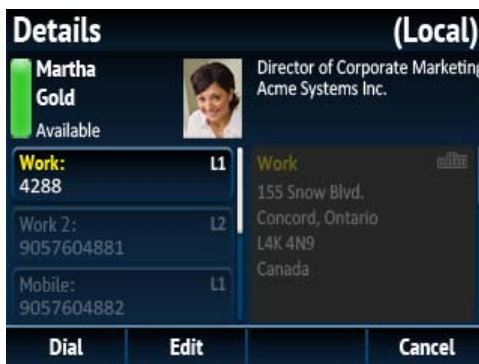 Details
(Local)
Martha
Gold
Available
Director of Corporate Marketing
Acme Systems Inc.
Work: L1
4288
Work 2: L2
9057604881
Mobile: L1
9057604882
Work
155 Snow Blvd.
Concord, Ontario
L4K 4N9
Canada
Dial
Edit
Cancel